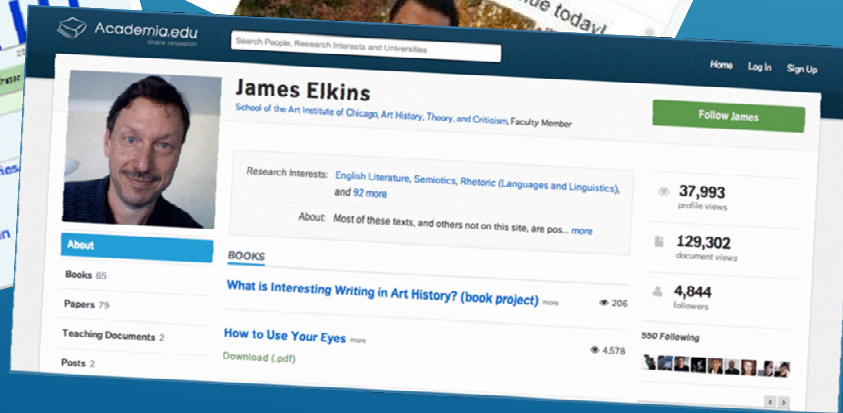 ue today!
Academia.edu
share research
Search People, Research Interests and Universities
Home Log In Sign Up
James Elkins
School of the Art Institute of Chicago, Art History, Theory, and Criticism, Faculty Member
Follow James
Research Interests: English Literature, Semiotics, Rhetoric (Languages and Linguistics),
and 92 more
About: Most of these texts, and others not on this site, are pos... more
37,993
profile views
129,302
document views
4,844
followers
550 Following
About
Books 65
Papers 79
Teaching Documents 2
Posts 2
BOOKS
What is Interesting Writing in Art History? (book project) more
206
How to Use Your Eyes more
4,578
Download (.pdf)